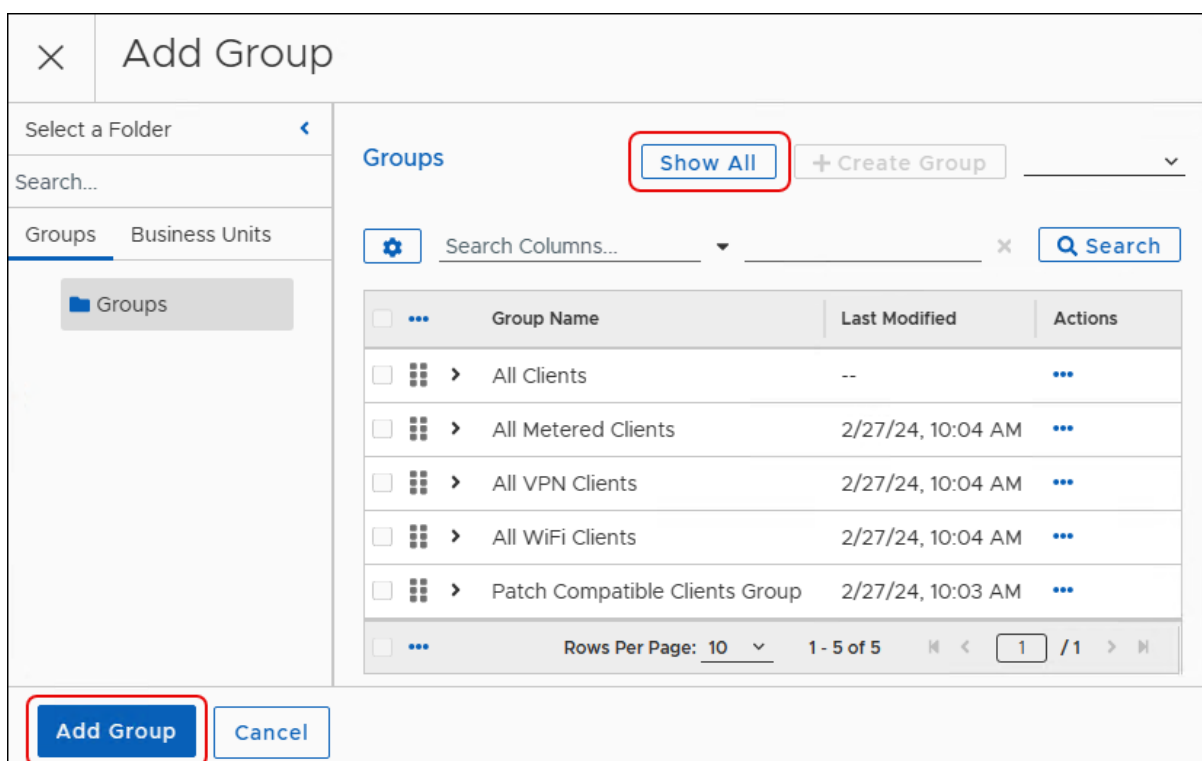 Add Group
Select a Folder
Search...
Groups Business Units
Groups
Groups Show All + Create Group
Search Columns... Search
Group Name Last Modified Actions
All Clients -- 
All Metered Clients 2/27/24, 10:04 AM
All VPN Clients 2/27/24, 10:04 AM
All WiFi Clients 2/27/24, 10:04 AM
Patch Compatible Clients Group 2/27/24, 10:03 AM
Rows Per Page: 10 1 - 5 of 5 1 / 1
Add Group Cancel